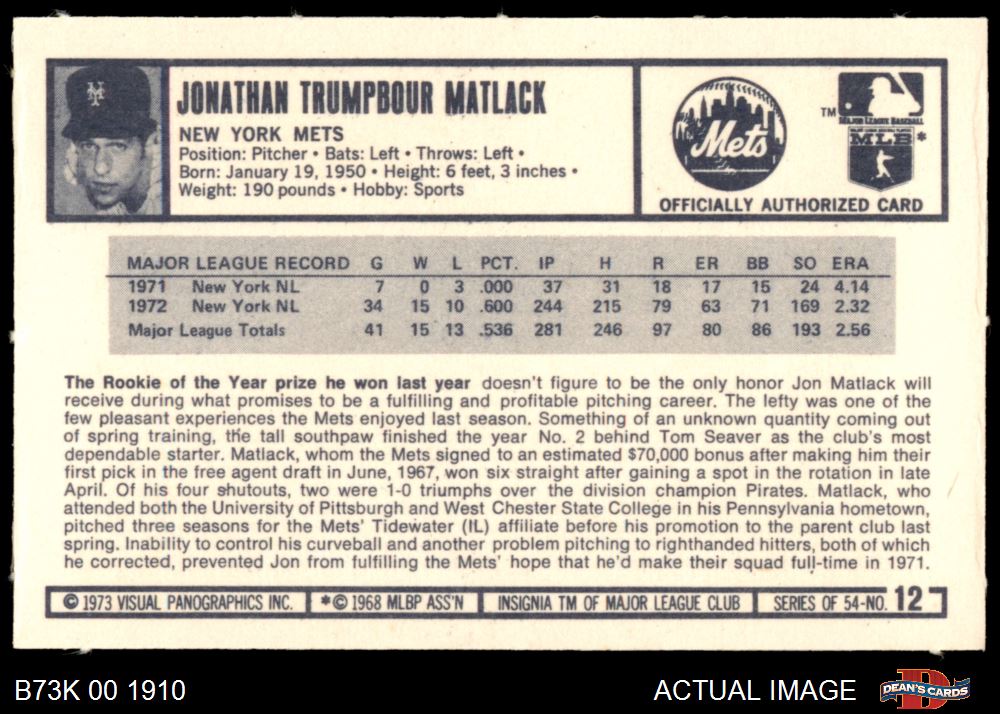 JONATHAN TRUMPBOUR MATLACK
NEW YORK METS
Position: Pitcher • Bats: Left • Throws: Left •
Born: January 19, 1950 • Height: 6 feet, 3 inches •
Weight: 190 pounds • Hobby: Sports
NY
Mets
TM
MAJOR LEAGUE BASEBALL
MLB *
OFFICIALLY AUTHORIZED CARD
MAJOR LEAGUE RECORD G W L PCT. IP H R ER BB SO ERA
1971 New York NL 7 0 3 .000 37 31 18 17 15 24 4.14
1972 New York NL 34 15 10 .600 244 215 79 63 71 169 2.32
Major League Totals 41 15 13 .536 281 246 97 80 86 193 2.56
The Rookie of the Year prize he won last year doesn't figure to be the only honor Jon Matlack will
receive during what promises to be a fulfilling and profitable pitching career. The lefty was one of the
few pleasant experiences the Mets enjoyed last season. Something of an unknown quantity coming out
of spring training, the tall southpaw finished the year No. 2 behind Tom Seaver as the club's most
dependable starter. Matlack, whom the Mets signed to an estimated $70,000 bonus after making him their
first pick in the free agent draft in June, 1967, won six straight after gaining a spot in the rotation in late
April. Of his four shutouts, two were 1-0 triumphs over the division champion Pirates. Matlack, who
attended both the University of Pittsburgh and West Chester State College in his Pennsylvania hometown,
pitched three seasons for the Mets' Tidewater (IL) affiliate before his promotion to the parent club last
spring. Inability to control his curveball and another problem pitching to righthanded hitters, both of which
he corrected, prevented Jon from fulfilling the Mets' hope that he'd make their squad full-time in 1971.
© 1973 VISUAL PANOGRAPHICS INC. *© 1968 MLBP ASS'N INSIGNIA TM OF MAJOR LEAGUE CLUB SERIES OF 54-NO. 12
B73K 00 1910 ACTUAL IMAGE DEAN'S CARDS